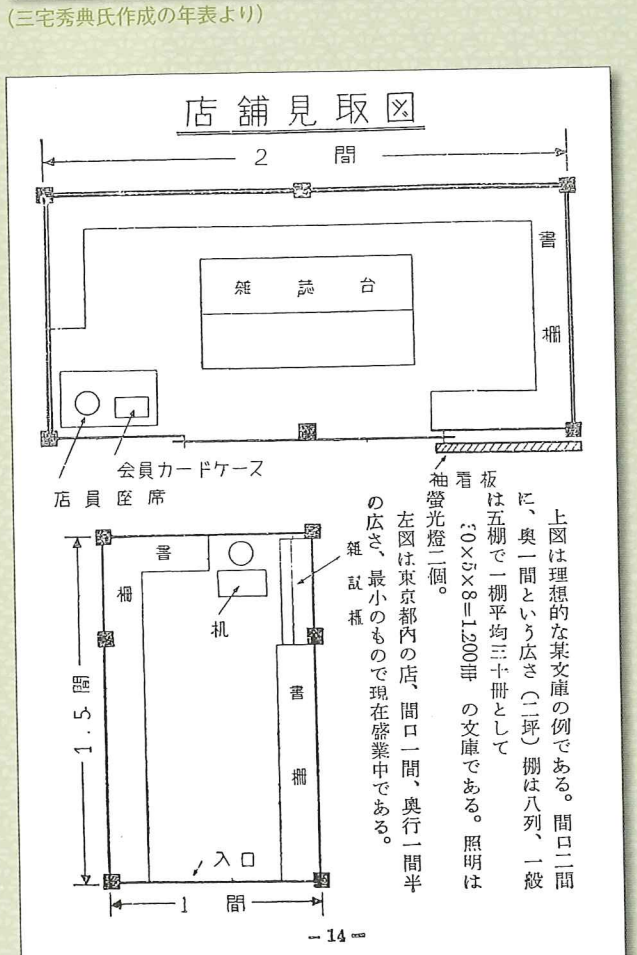 (三宅秀典氏作成の年表より)
店舗見取図
2 間
書棚
雑誌台
会員カードケース
店員座席
袖看板
上図は理想的な某文庫の例である。間口二間
に、奥一間という広さ(二坪)棚は八列、一般
は五棚で一棚平均三十冊として
30×5×8=1.200冊 の文庫である。照明は
螢光燈二個。
左図は東京都内の店、間口一間、奥行一間半
の広さ、最小のもので現在盛業中である。
書棚
机
雑誌棚
書棚
1.5間
入口
1 間
- 14 -